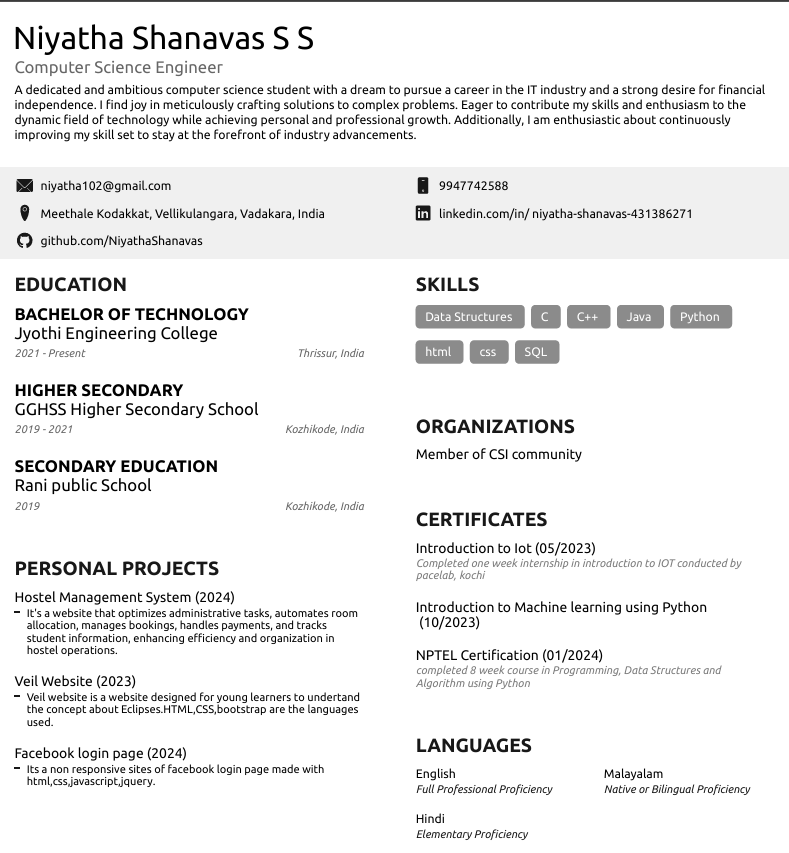 Niyatha Shanavas S S
Computer Science Engineer
A dedicated and ambitious computer science student with a dream to pursue a career in the IT industry and a strong desire for financial
independence. I find joy in meticulously crafting solutions to complex problems. Eager to contribute my skills and enthusiasm to the
dynamic field of technology while achieving personal and professional growth. Additionally, I am enthusiastic about continuously
improving my skill set to stay at the forefront of industry advancements.
niyatha102@gmail.com
9947742588
Meethale Kodakkat, Vellikulangara, Vadakara, India
linkedin.com/in/ niyatha-shanavas-431386271
github.com/NiyathaShanavas
EDUCATION
BACHELOR OF TECHNOLOGY
Jyothi Engineering College
2021 - Present Thrissur, India
HIGHER SECONDARY
GGHSS Higher Secondary School
2019 - 2021 Kozhikode, India
SECONDARY EDUCATION
Rani public School
2019 Kozhikode, India
PERSONAL PROJECTS
Hostel Management System (2024)
It's a website that optimizes administrative tasks, automates room
allocation, manages bookings, handles payments, and tracks
student information, enhancing efficiency and organization in
hostel operations.
Veil Website (2023)
Veil website is a website designed for young learners to undertand
the concept about Eclipses.HTML,CSS,bootstrap are the languages
used.
Facebook login page (2024)
Its a non responsive sites of facebook login page made with
html,css,javascript,jquery.
SKILLS
Data Structures C C++ Java Python
html css SQL
ORGANIZATIONS
Member of CSI community
CERTIFICATES
Introduction to Iot (05/2023)
Completed one week internship in introduction to IOT conducted by
pacelab, kochi
Introduction to Machine learning using Python
(10/2023)
NPTEL Certification (01/2024)
completed 8 week course in Programming, Data Structures and
Algorithm using Python
LANGUAGES
English Malayalam
Full Professional Proficiency Native or Bilingual Proficiency
Hindi
Elementary Proficiency